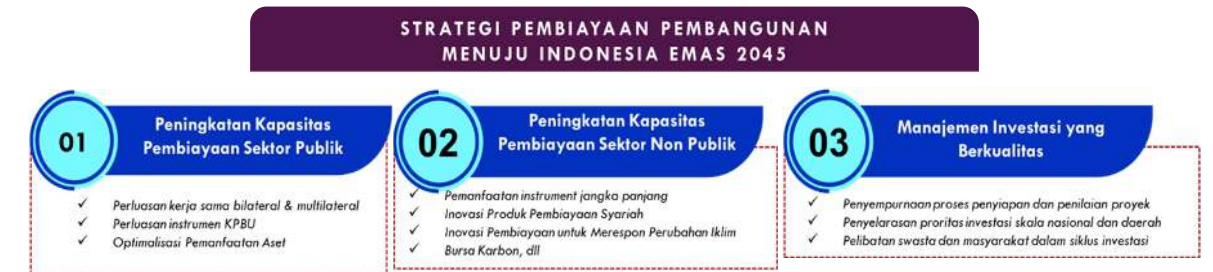 STRATEGI PEMBIAYAAN PEMBANGUNAN
MENUJU INDONESIA EMAS 2045
01
Peningkatan Kapasitas
Pembiayaan Sektor Publik
Perluasan kerja sama bilateral & multilateral
Perluasan instrumen KPBU
Optimalisasi Pemanfaatan Aset
02
Peningkatan Kapasitas
Pembiayaan Sektor Non Publik
Pemanfaatan instrument jangka panjang
Inovasi Produk Pembiayaan Syariah
Inovasi Pembiayaan untuk Merespon Perubahan Iklim
Bursa Karbon, dll
03
Manajemen Investasi yang
Berkualitas
Penyempurnaan proses penyiapan dan penilaian proyek
Penyelarasan proritas investasi skala nasional dan daerah
Pelibatan swasta dan masyarakat dalam siklus investasi